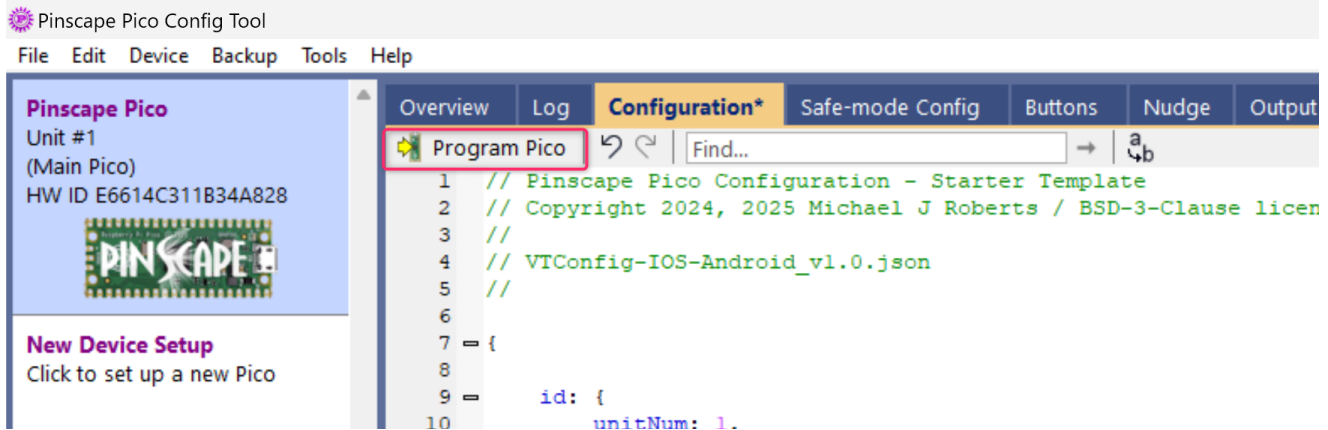 Pinscape Pico Config Tool
File Edit Device Backup Tools Help
Pinscape Pico
Unit #1
(Main Pico)
HW ID E6614C311B34A828
PINSCAPE
New Device Setup
Click to set up a new Pico
Overview Log Configuration* Safe-mode Config Buttons Nudge Output
Program Pico Find... a b
1 // Pinscape Pico Configuration - Starter Template
2 // Copyright 2024, 2025 Michael J Roberts / BSD-3-Clause licen
3 //
4 // VTConfig-IOS-Android_v1.0.json
5 //
6
7 {
8
9 id: {
10 unitNum: 1,